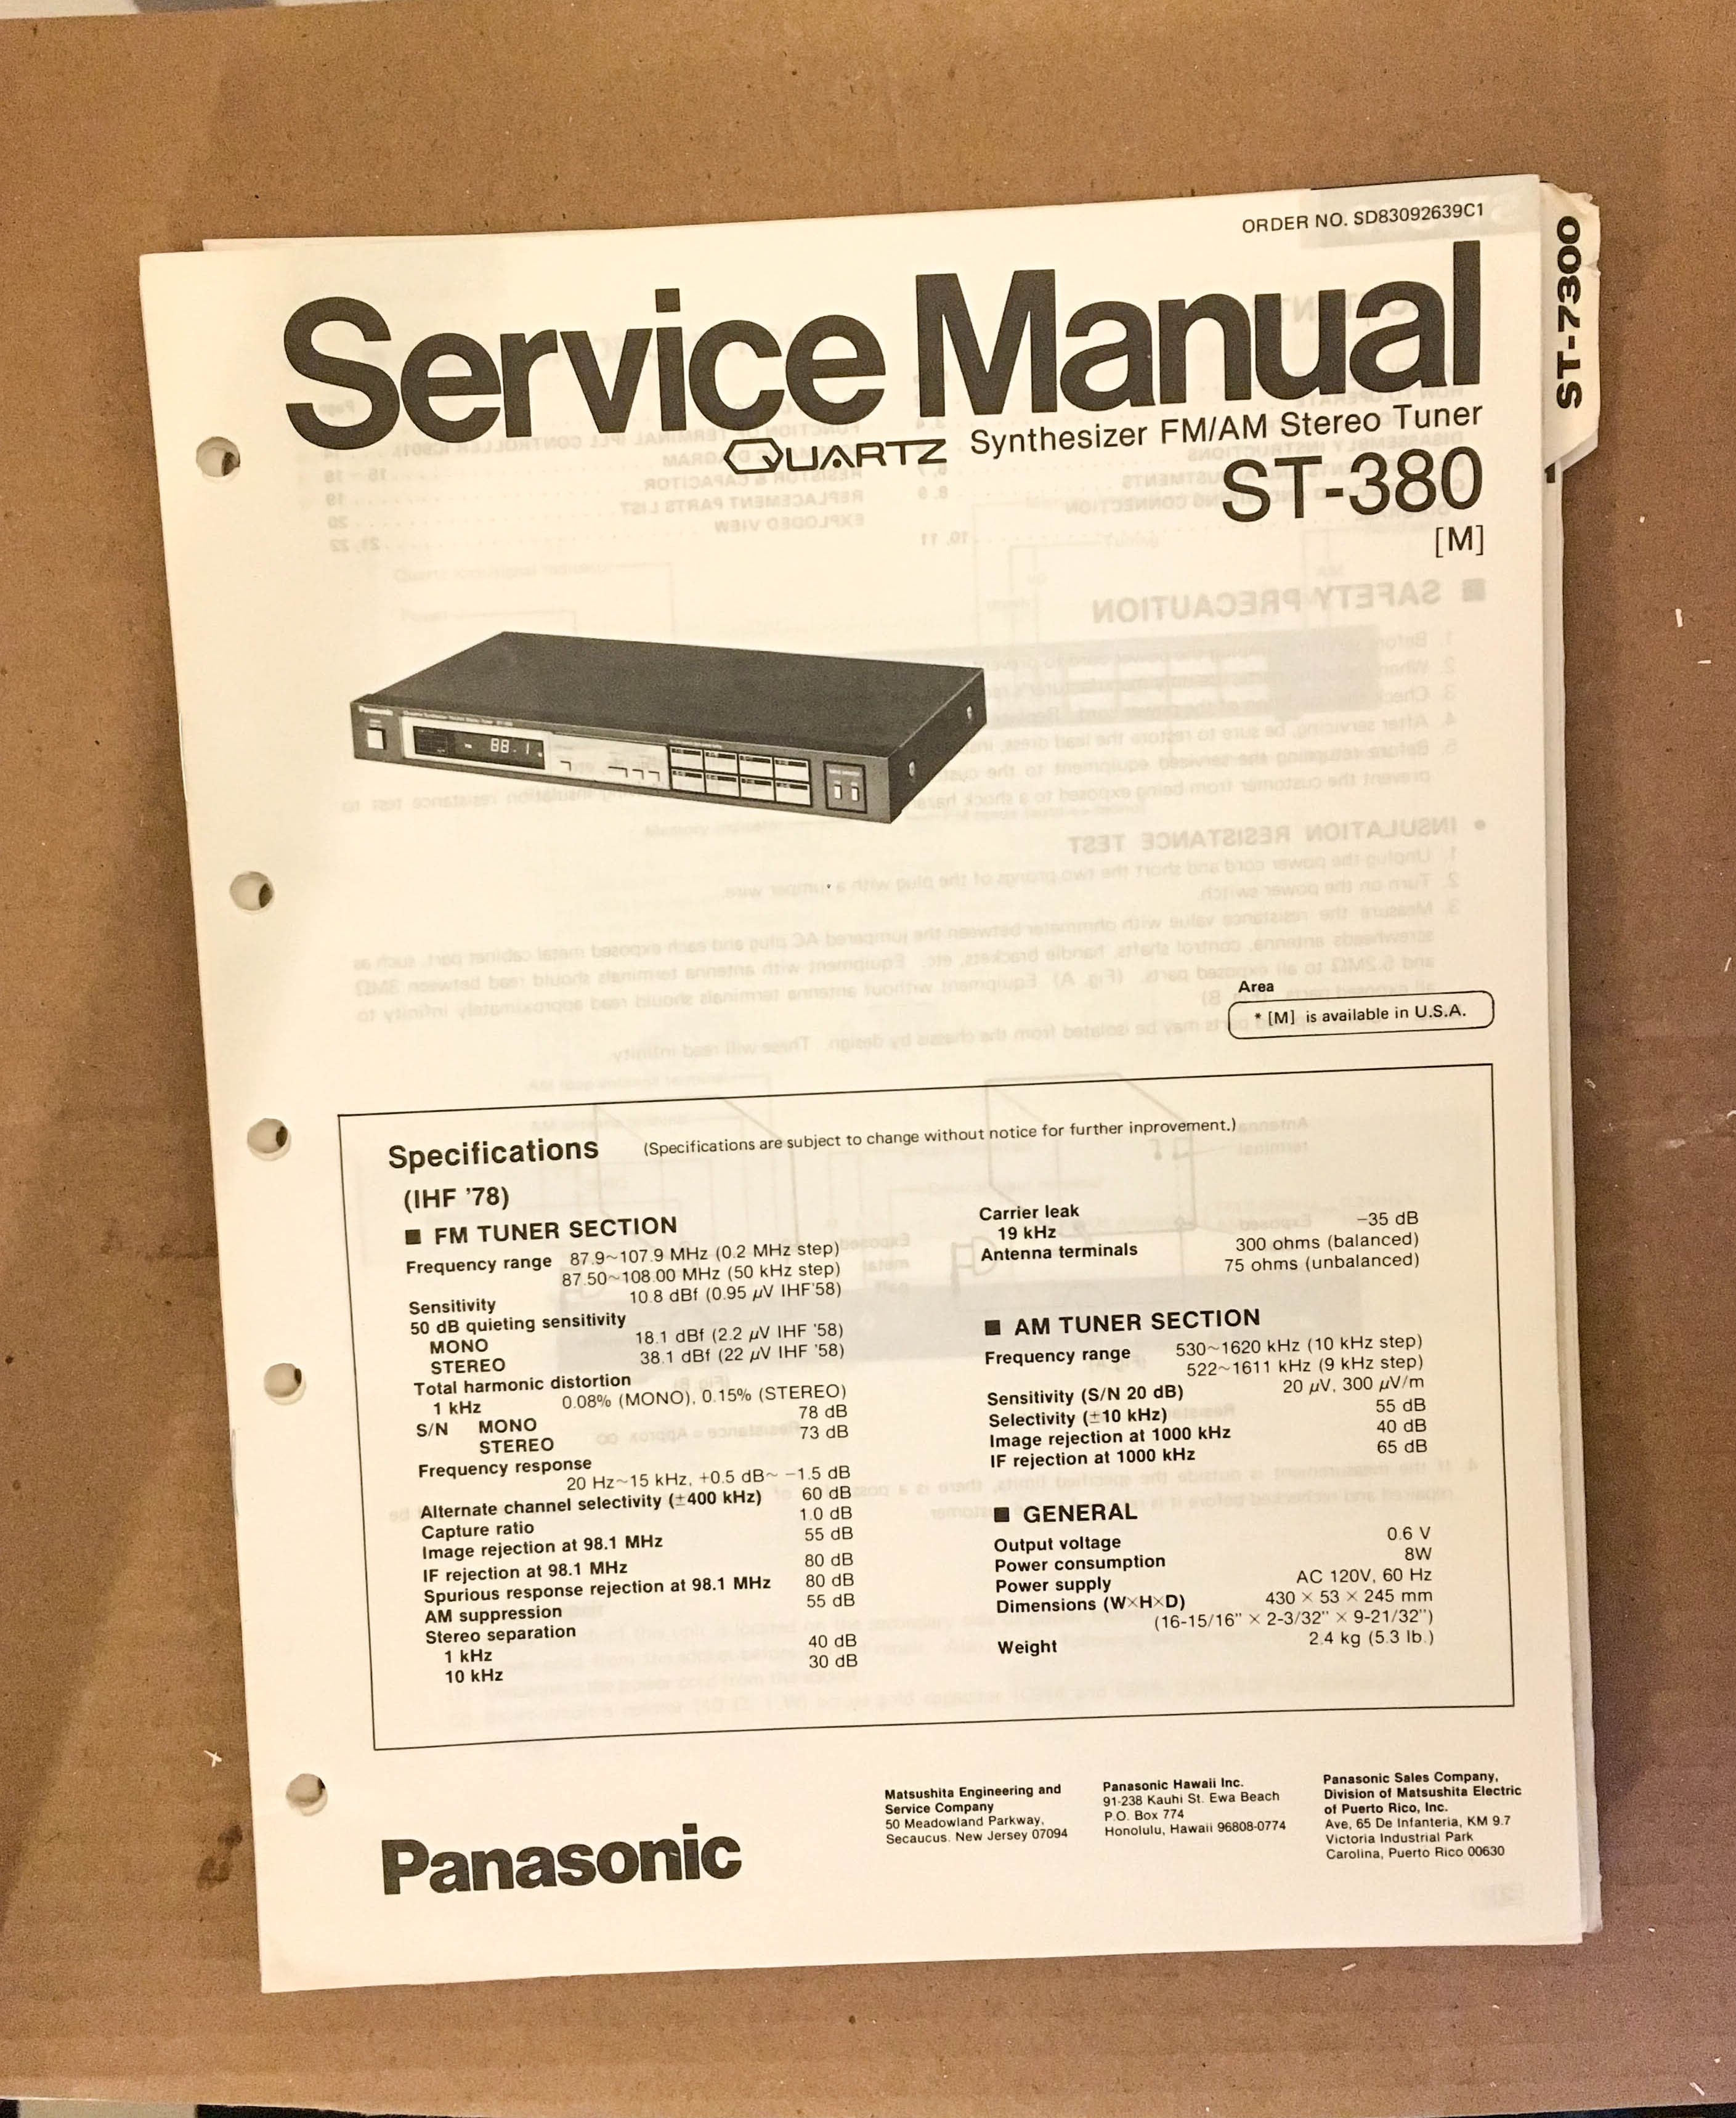 ORDER NO. SD83092639C1
ST-7300
Service Manual
QUARTZ Synthesizer FM/AM Stereo Tuner
ST-380
[M]
Panasonic
88.1
Area
* [M] is available in U.S.A.
Specifications (Specifications are subject to change without notice for further inprovement.)
(IHF '78)
■ FM TUNER SECTION
Frequency range 87.9~107.9 MHz (0.2 MHz step)
87.50~108.00 MHz (50 kHz step)
Sensitivity 10.8 dBf (0.95 μV IHF'58)
50 dB quieting sensitivity
MONO 18.1 dBf (2.2 μV IHF '58)
STEREO 38.1 dBf (22 μV IHF '58)
Total harmonic distortion
1 kHz 0.08% (MONO), 0.15% (STEREO)
S/N MONO 78 dB
STEREO 73 dB
Frequency response
20 Hz~15 kHz, +0.5 dB~ −1.5 dB
Alternate channel selectivity (±400 kHz) 60 dB
Capture ratio 1.0 dB
Image rejection at 98.1 MHz 55 dB
IF rejection at 98.1 MHz 80 dB
Spurious response rejection at 98.1 MHz 80 dB
AM suppression 55 dB
Stereo separation
1 kHz 40 dB
10 kHz 30 dB
Carrier leak
19 kHz −35 dB
Antenna terminals 300 ohms (balanced)
75 ohms (unbalanced)
■ AM TUNER SECTION
Frequency range 530~1620 kHz (10 kHz step)
522~1611 kHz (9 kHz step)
Sensitivity (S/N 20 dB) 20 μV, 300 μV/m
Selectivity (±10 kHz) 55 dB
Image rejection at 1000 kHz 40 dB
IF rejection at 1000 kHz 65 dB
■ GENERAL
Output voltage 0.6 V
Power consumption 8W
Power supply AC 120V, 60 Hz
Dimensions (W×H×D) 430 × 53 × 245 mm
(16-15/16" × 2-3/32" × 9-21/32")
Weight 2.4 kg (5.3 lb.)
Panasonic
Matsushita Engineering and
Service Company
50 Meadowland Parkway,
Secaucus. New Jersey 07094
Panasonic Hawaii Inc.
91-238 Kauhi St. Ewa Beach
P.O. Box 774
Honolulu, Hawaii 96808-0774
Panasonic Sales Company,
Division of Matsushita Electric
of Puerto Rico, Inc.
Ave, 65 De Infanteria, KM 9.7
Victoria Industrial Park
Carolina, Puerto Rico 00630